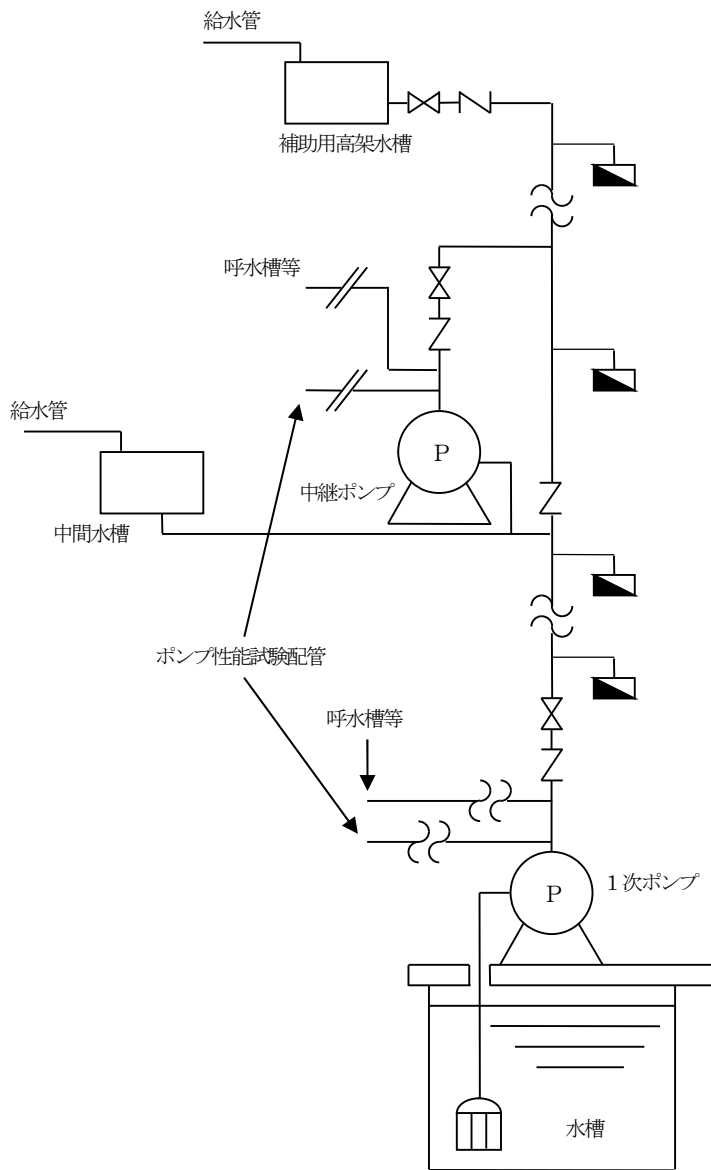 給水管
補助用高架水槽
呼水槽等
給水管
P
中継ポンプ
中間水槽
ポンプ性能試験配管
呼水槽等
P
１次ポンプ
水槽